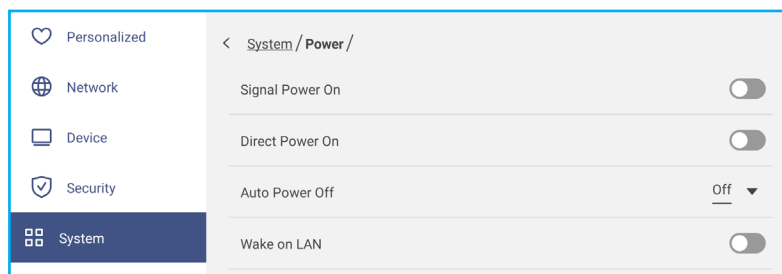 Personalized
Network
Device
Security
System
< System / Power /
Signal Power On
Direct Power On
Auto Power Off Off
Wake on LAN